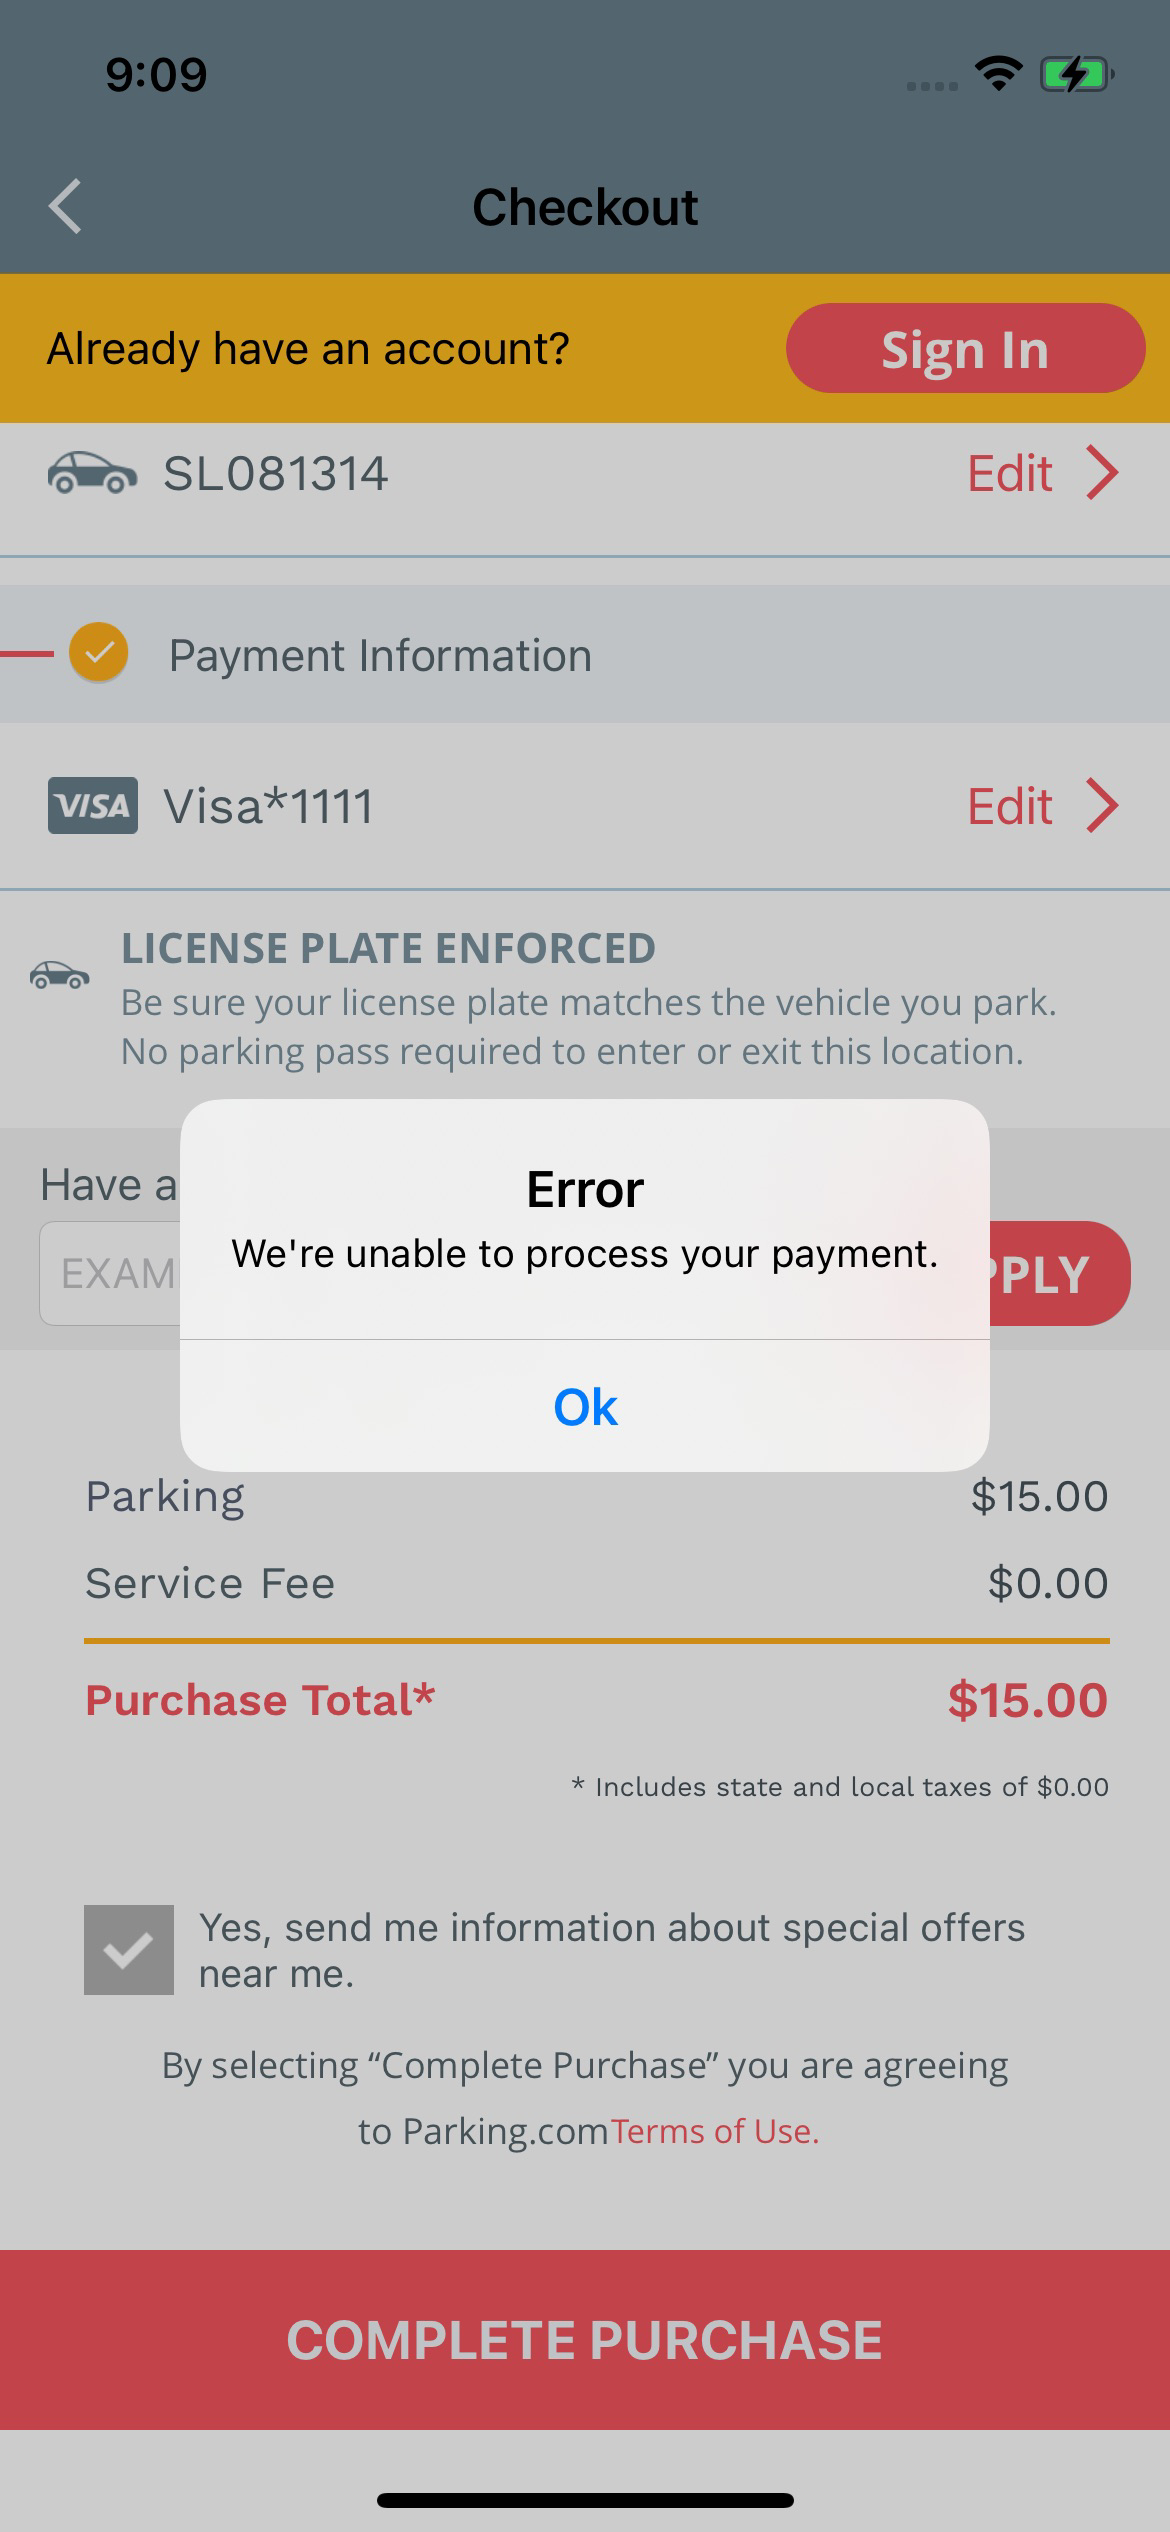 9:09
Checkout
Already have an account?
Sign In
SL081314
Edit
Payment Information
VISA
Visa*1111
Edit
LICENSE PLATE ENFORCED
Be sure your license plate matches the vehicle you park.
No parking pass required to enter or exit this location.
Have a
EXAM
PPLY
Error
We're unable to process your payment.
Ok
Parking
$15.00
Service Fee
$0.00
Purchase Total*
$15.00
* Includes state and local taxes of $0.00
Yes, send me information about special offers
near me.
By selecting “Complete Purchase” you are agreeing
to Parking.comTerms of Use.
COMPLETE PURCHASE